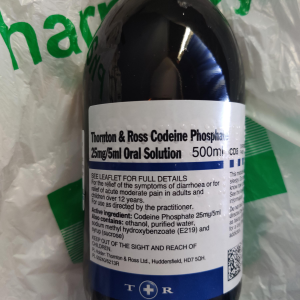 Thornton & Ross Codeine Phosphate
25mg/5ml Oral Solution 500ml
SEE LEAFLET FOR FULL DETAILS
For the relief of the symptoms of diarrhoea or for
relief of acute moderate pain in adults and
children over 12 years.
For use as directed by the practitioner.
Active ingredient: Codeine Phosphate 25mg/5ml
ethanol, purified water,
sodium methyl hydroxybenzoate (E219) and
syrup (sucrose)
KEEP OUT OF THE SIGHT AND REACH OF
Thornton & Ross Ltd., Huddersfield, HD7 5QH.
T R